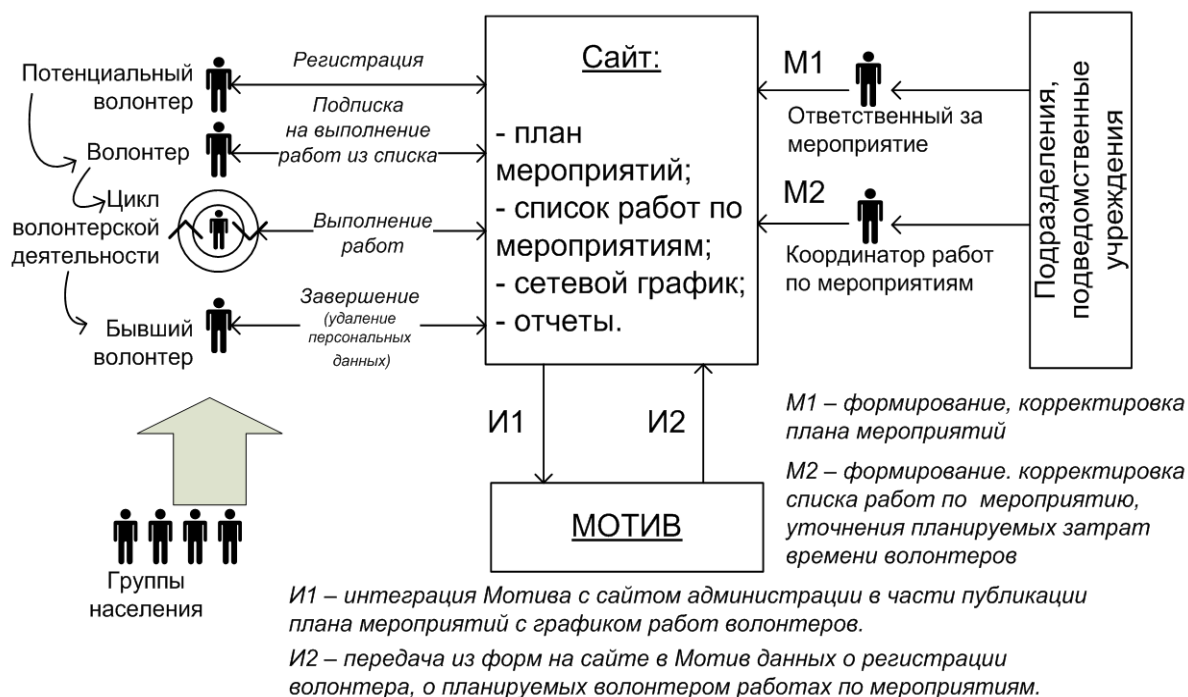 Потенциальный
волонтер
Волонтер
Цикл
волонтерской
деятельности
Бывший
волонтер
Группы
населения
Регистрация
Подписка
на выполнение
работ из списка
Выполнение
работ
Завершение
(удаление
персональных
данных)
Сайт:
- план
мероприятий;
- список работ по
мероприятиям;
- сетевой график;
- отчеты.
М1
Ответственный за
мероприятие
М2
Координатор работ
по мероприятиям
Подразделения,
подведомственные
учреждения
И1
И2
МОТИВ
М1 – формирование, корректировка
плана мероприятий
М2 – формирование. корректировка
списка работ по мероприятию,
уточнения планируемых затрат
времени волонтеров
И1 – интеграция Мотива с сайтом администрации в части публикации
плана мероприятий с графиком работ волонтеров.
И2 – передача из форм на сайте в Мотив данных о регистрации
волонтера, о планируемых волонтером работах по мероприятиям.